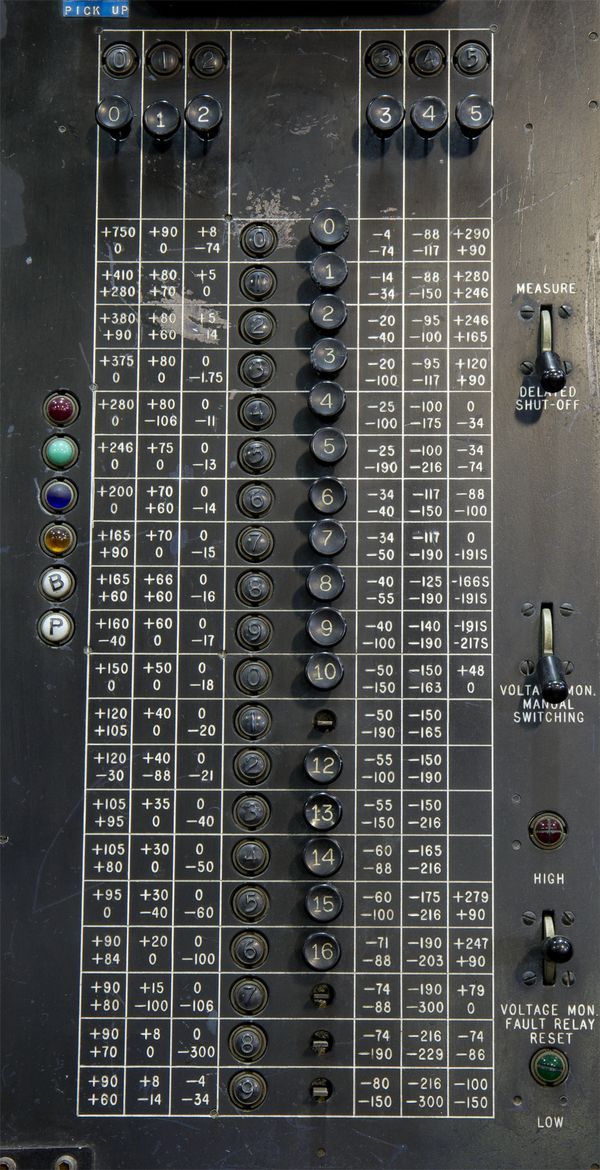 PICK UP
0 1 2 3 4 5
0 1 2 3 4 5
+750 +90 +8 0 0 -4 -88 +290
0 0 -74 -74 -117 +90
+410 +80 +5 1 -14 -88 +280
+280 +70 0 -34 -150 +246
MEASURE
+380 +80 +5 2 2 -20 -95 +246
+90 +60 14 -40 -100 +165
+375 +80 0 3 3 -20 -95 +120
0 0 -1.75 -100 -117 +90
DELAYED
SHUT-OFF
+280 +80 0 4 4 -25 -100 0
0 -106 -11 -100 -175 -34
+246 +75 0 5 5 -25 -100 -34
0 0 -13 -190 -216 -74
+200 +70 0 6 6 -34 -117 -88
0 +60 -14 -40 -150 -100
+165 +70 0 7 7 -34 -117 0
+90 0 -15 -50 -190 -191S
B
+165 +66 0 8 8 -40 -125 -166S
+60 +60 -16 -55 -190 -191S
P
+160 +60 0 9 9 -40 -140 -191S
-40 0 -17 -100 -190 -217S
+150 +50 0 0 10 -50 -150 +48
0 0 -18 -150 -163 0
VOLTA MON.
MANUAL
SWITCHING
+120 +40 0 1 -50 -150
+105 0 -20 -190 -165
+120 +40 0 2 12 -55 -150
-30 -88 -21 -100 -190
+105 +35 0 3 13 -55 -150
+95 0 -40 -150 -216
+105 +30 0 4 14 -60 -165
+80 0 -50 -88 -216
HIGH
+95 +30 0 5 15 -60 -175 +279
0 -40 -60 -100 -216 +90
+90 +20 0 6 16 -71 -190 +247
+84 0 -100 -88 -203 +90
+90 +15 0 7 -74 -190 +79
+80 -100 -106 -88 -300 0
VOLTAGE MON.
FAULT RELAY
RESET
+90 +8 0 8 -74 -216 -74
+70 0 -300 -190 -229 -86
+90 +8 -4 9 -80 -216 -100
+60 -14 -34 -150 -300 -150
LOW